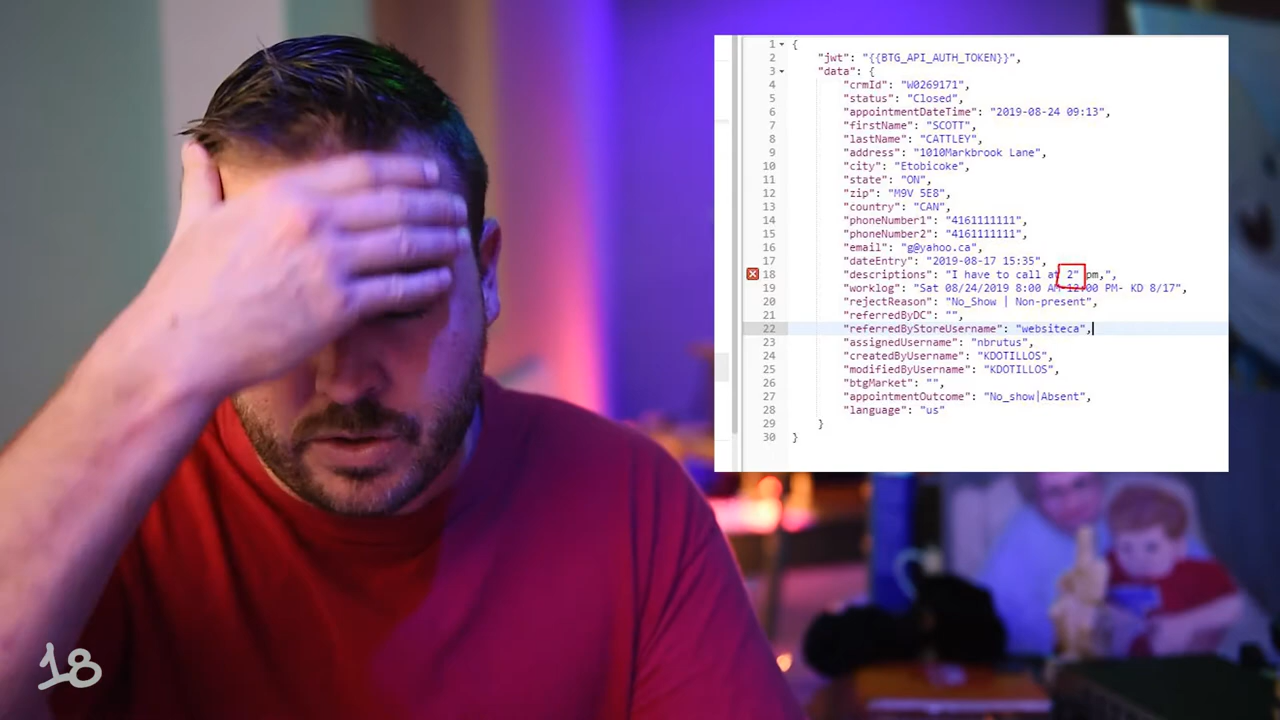 1 {
2 "jwt": "{{BTG_API_AUTH_TOKEN}}",
3 "data": {
4 "crmId": "W0269171",
5 "status": "Closed",
6 "appointmentDateTime": "2019-08-24 09:13",
7 "firstName": "SCOTT",
8 "lastName": "CATTLEY",
9 "address": "1010Markbrook Lane",
10 "city": "Etobicoke",
11 "state": "ON",
12 "zip": "M9V 5E8",
13 "country": "CAN",
14 "phoneNumber1": "4161111111",
15 "phoneNumber2": "4161111111",
16 "email": "g@yahoo.ca",
17 "dateEntry": "2019-08-17 15:35",
18 "descriptions": "I have to call at 2" pm,",
19 "worklog": "Sat 08/24/2019 8:00 AM-12:00 PM- KD 8/17",
20 "rejectReason": "No_Show | Non-present",
21 "referredByDC": "",
22 "referredByStoreUsername": "websiteca",
23 "assignedUsername": "nbrutus",
24 "createdByUsername": "KDOTILLOS",
25 "modifiedByUsername": "KDOTILLOS",
26 "btgMarket": "",
27 "appointmentOutcome": "No_show|Absent",
28 "language": "us"
29 }
30 }
18